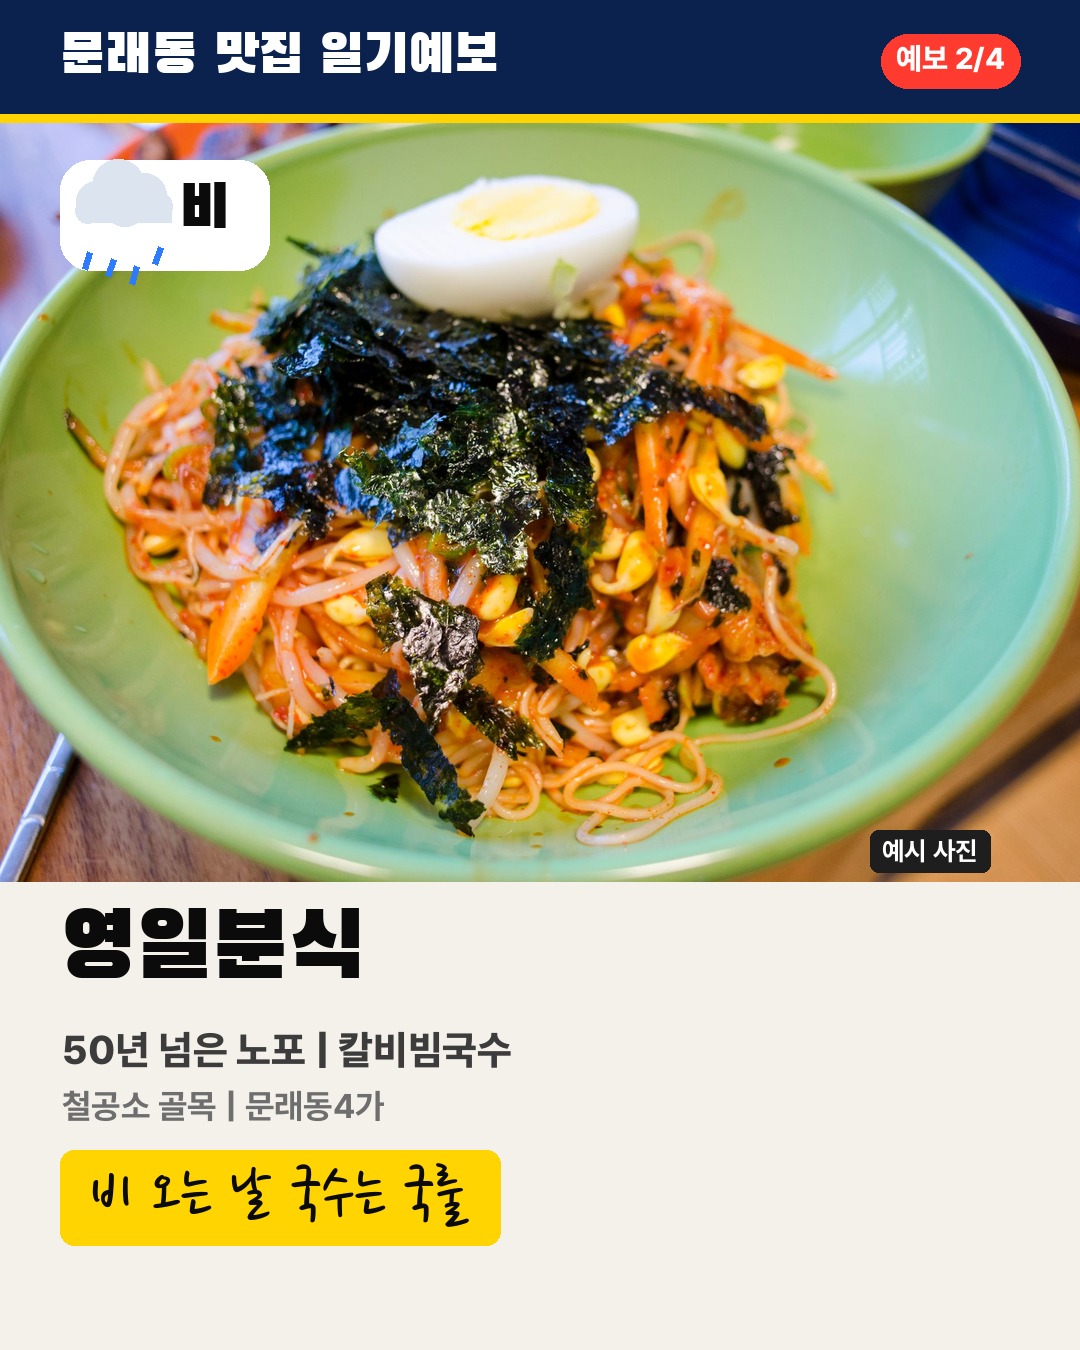 문래동 맛집 일기예보
예보 2/4
비
예시 사진
영일분식
50년 넘은 노포 | 칼비빔국수
철공소 골목 | 문래동4가
비 오는 날 국수는 국룰